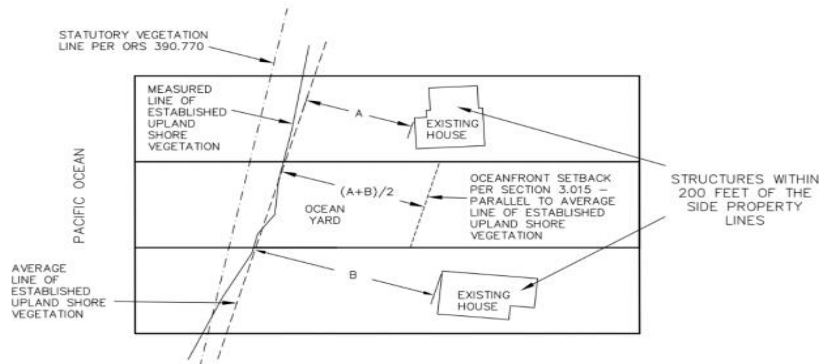 STATUTORY VEGETATION
LINE PER ORS 390.770
MEASURED
LINE OF
ESTABLISHED
UPLAND
SHORE
VEGETATION
A
EXISTING
HOUSE
PACIFIC OCEAN
(A+B)/2
OCEAN
YARD
OCEANFRONT SETBACK
PER SECTION 3.015 –
PARALLEL TO AVERAGE
LINE OF ESTABLISHED
UPLAND SHORE
VEGETATION
STRUCTURES WITHIN
200 FEET OF THE
SIDE PROPERTY
LINES
AVERAGE
LINE OF
ESTABLISHED
UPLAND SHORE
VEGETATION
B
EXISTING
HOUSE